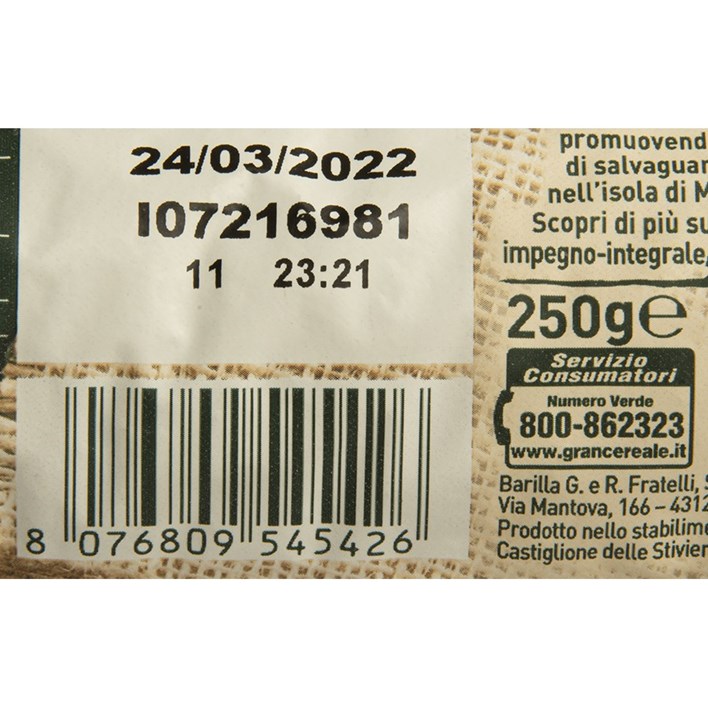 24/03/2022
I07216981
11 23:21
8 076809 545426
promuovend
di salvaguar
nell'isola di M
Scopri di più su
impegno-integrale,
250g℮
Servizio
Consumatori
Numero Verde
800-862323
www.grancereale.it
Barilla G. e R. Fratelli, S
Via Mantova, 166 – 4312
Prodotto nello stabilime
Castiglione delle Stivier